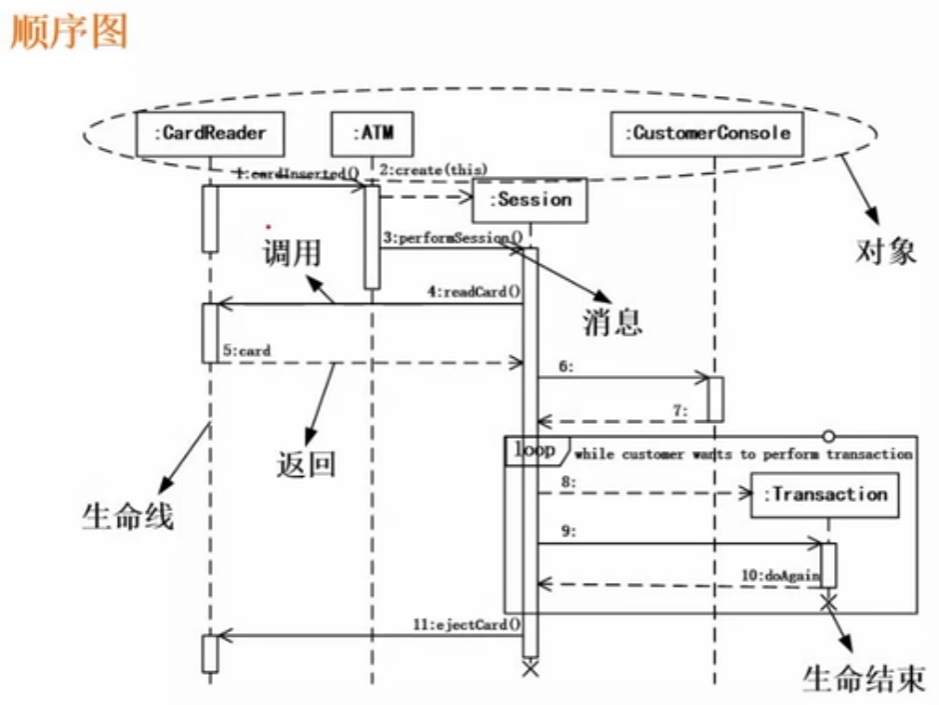 顺序图
:CardReader
:ATM
:CustomerConsole
1:cardInserted()
2:create(this)
:Session
3:performSession()
对象
调用
4:readCard()
消息
5:card
6:
7:
返回
loop
while customer wants to perform transaction
8:
:Transaction
生命线
9:
10:doAgain
11:ejectCard()
生命结束